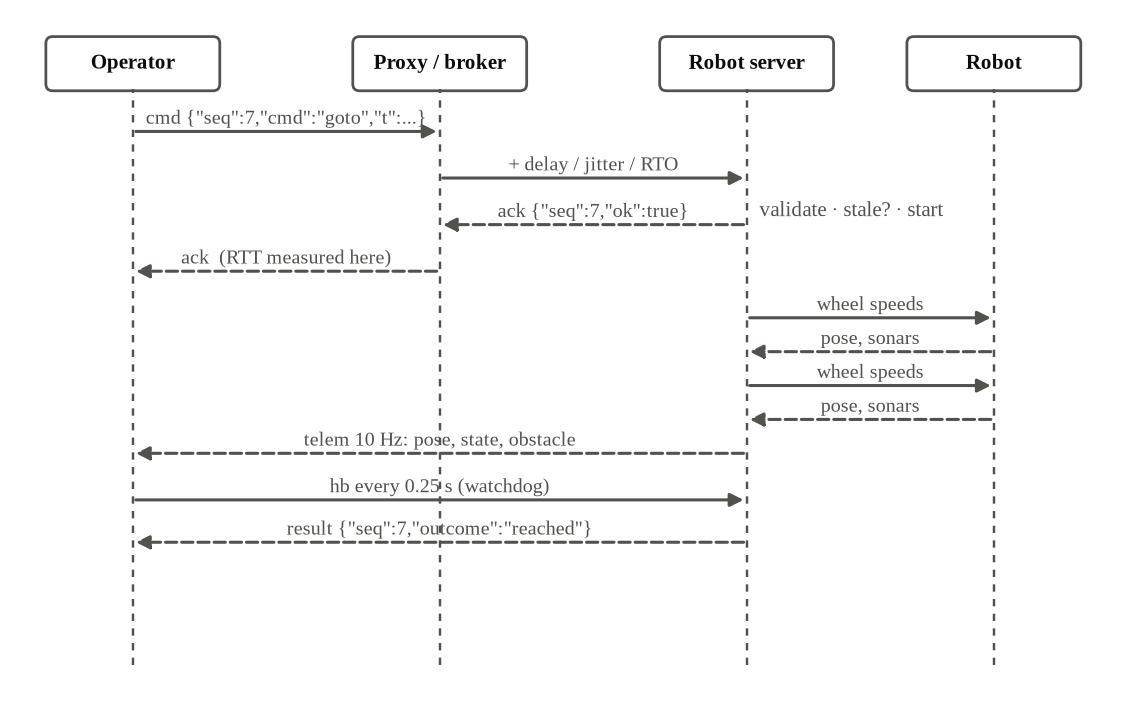 Operator
Proxy / broker
Robot server
Robot
cmd {"seq":7,"cmd":"goto","t":...}
+ delay / jitter / RTO
ack {"seq":7,"ok":true}
validate · stale? · start
ack  (RTT measured here)
wheel speeds
pose, sonars
wheel speeds
pose, sonars
telem 10 Hz: pose, state, obstacle
hb every 0.25 s (watchdog)
result {"seq":7,"outcome":"reached"}